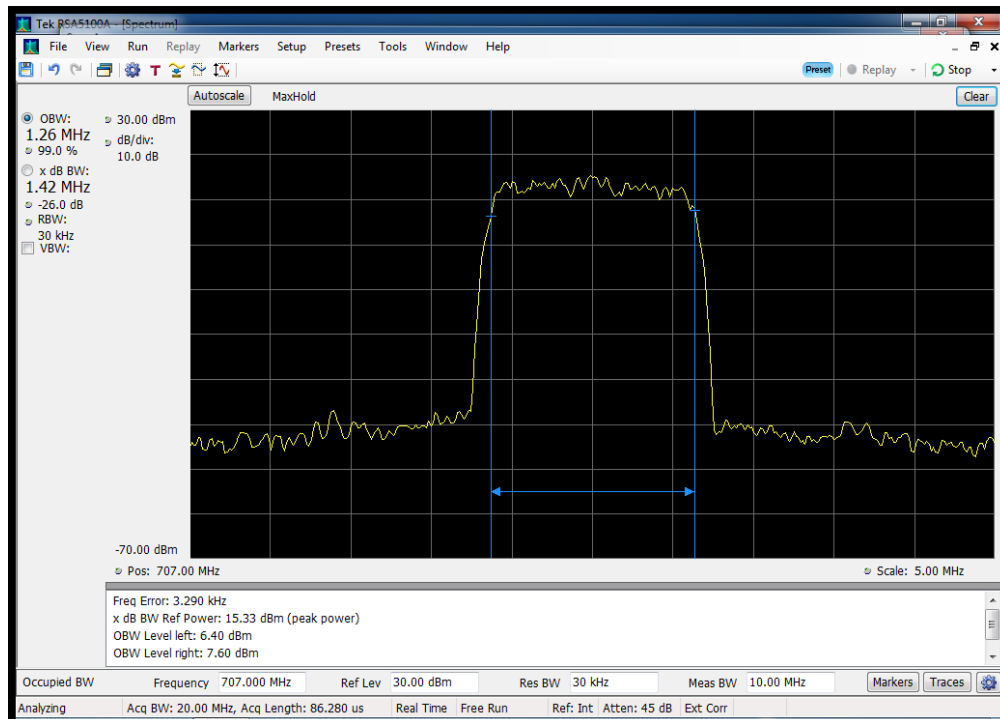 Tek RSA5100A - [Spectrum]
File View Run Replay Markers Setup Presets Tools Window Help
T Preset Replay Stop
Autoscale MaxHold Clear
OBW:
1.26 MHz
99.0 %
x dB BW:
1.42 MHz
-26.0 dB
RBW:
30 kHz
VBW:
30.00 dBm
dB/div:
10.0 dB
-70.00 dBm
Pos: 707.00 MHz Scale: 5.00 MHz
Freq Error: 3.290 kHz
x dB BW Ref Power: 15.33 dBm (peak power)
OBW Level left: 6.40 dBm
OBW Level right: 7.60 dBm
Occupied BW Frequency 707.000 MHz Ref Lev 30.00 dBm Res BW 30 kHz Meas BW 10.00 MHz Markers Traces
Analyzing Acq BW: 20.00 MHz, Acq Length: 86.280 us Real Time Free Run Ref: Int Atten: 45 dB Ext Corr